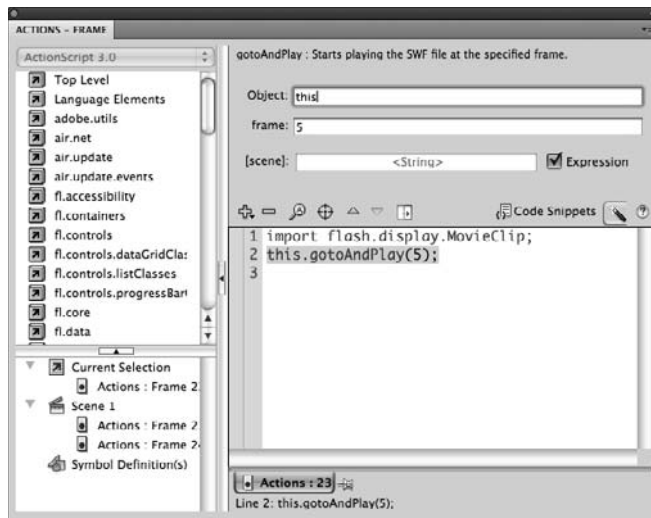 ACTIONS – FRAME
ActionScript 3.0
Top Level
Language Elements
adobe.utils
air.net
air.update
air.update.events
fl.accessibility
fl.containers
fl.controls
fl.controls.dataGridClas
fl.controls.listClasses
fl.controls.progressBar
fl.core
fl.data
Current Selection
Actions : Frame 2
Scene 1
Actions : Frame 2
Actions : Frame 2
Symbol Definition(s)
gotoAndPlay : Starts playing the SWF file at the specified frame.
Object: this
frame: 5
[scene]: <String> Expression
Code Snippets
1 import flash.display.MovieClip;
2 this.gotoAndPlay(5);
3
Actions : 23
Line 2: this.gotoAndPlay(5);